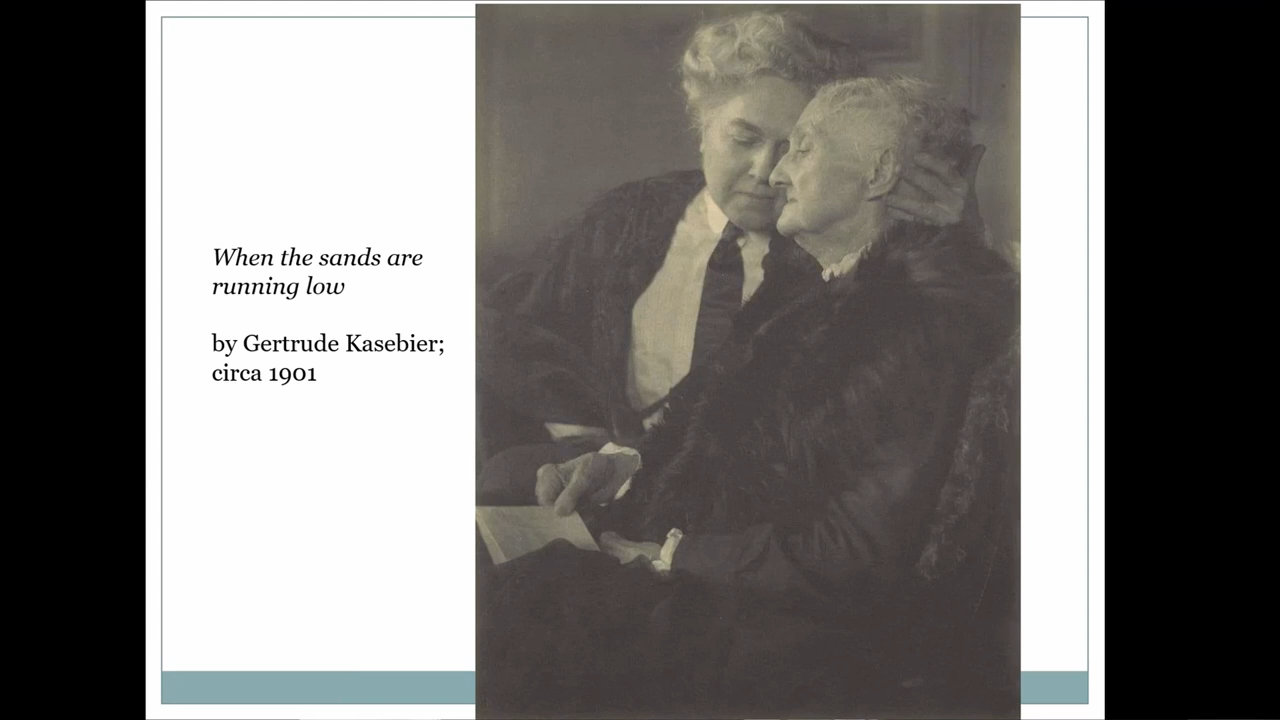 When the sands are
running low
by Gertrude Kasebier;
circa 1901